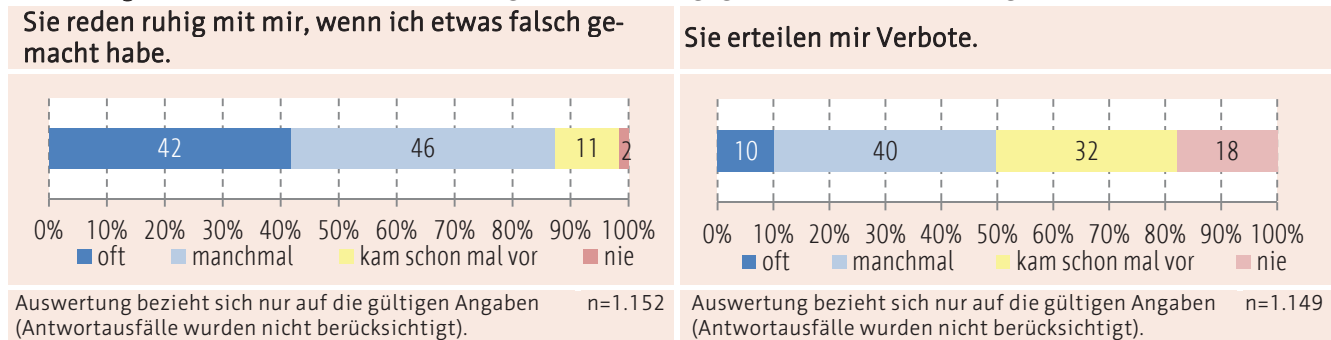 Sie reden ruhig mit mir, wenn ich etwas falsch ge-
macht habe.
42 46 11 2
0% 10% 20% 30% 40% 50% 60% 70% 80% 90% 100%
oft manchmal kam schon mal vor nie
Auswertung bezieht sich nur auf die gültigen Angaben n=1.152
(Antwortausfälle wurden nicht berücksichtigt).
Sie erteilen mir Verbote.
10 40 32 18
0% 10% 20% 30% 40% 50% 60% 70% 80% 90% 100%
oft manchmal kam schon mal vor nie
Auswertung bezieht sich nur auf die gültigen Angaben n=1.149
(Antwortausfälle wurden nicht berücksichtigt).